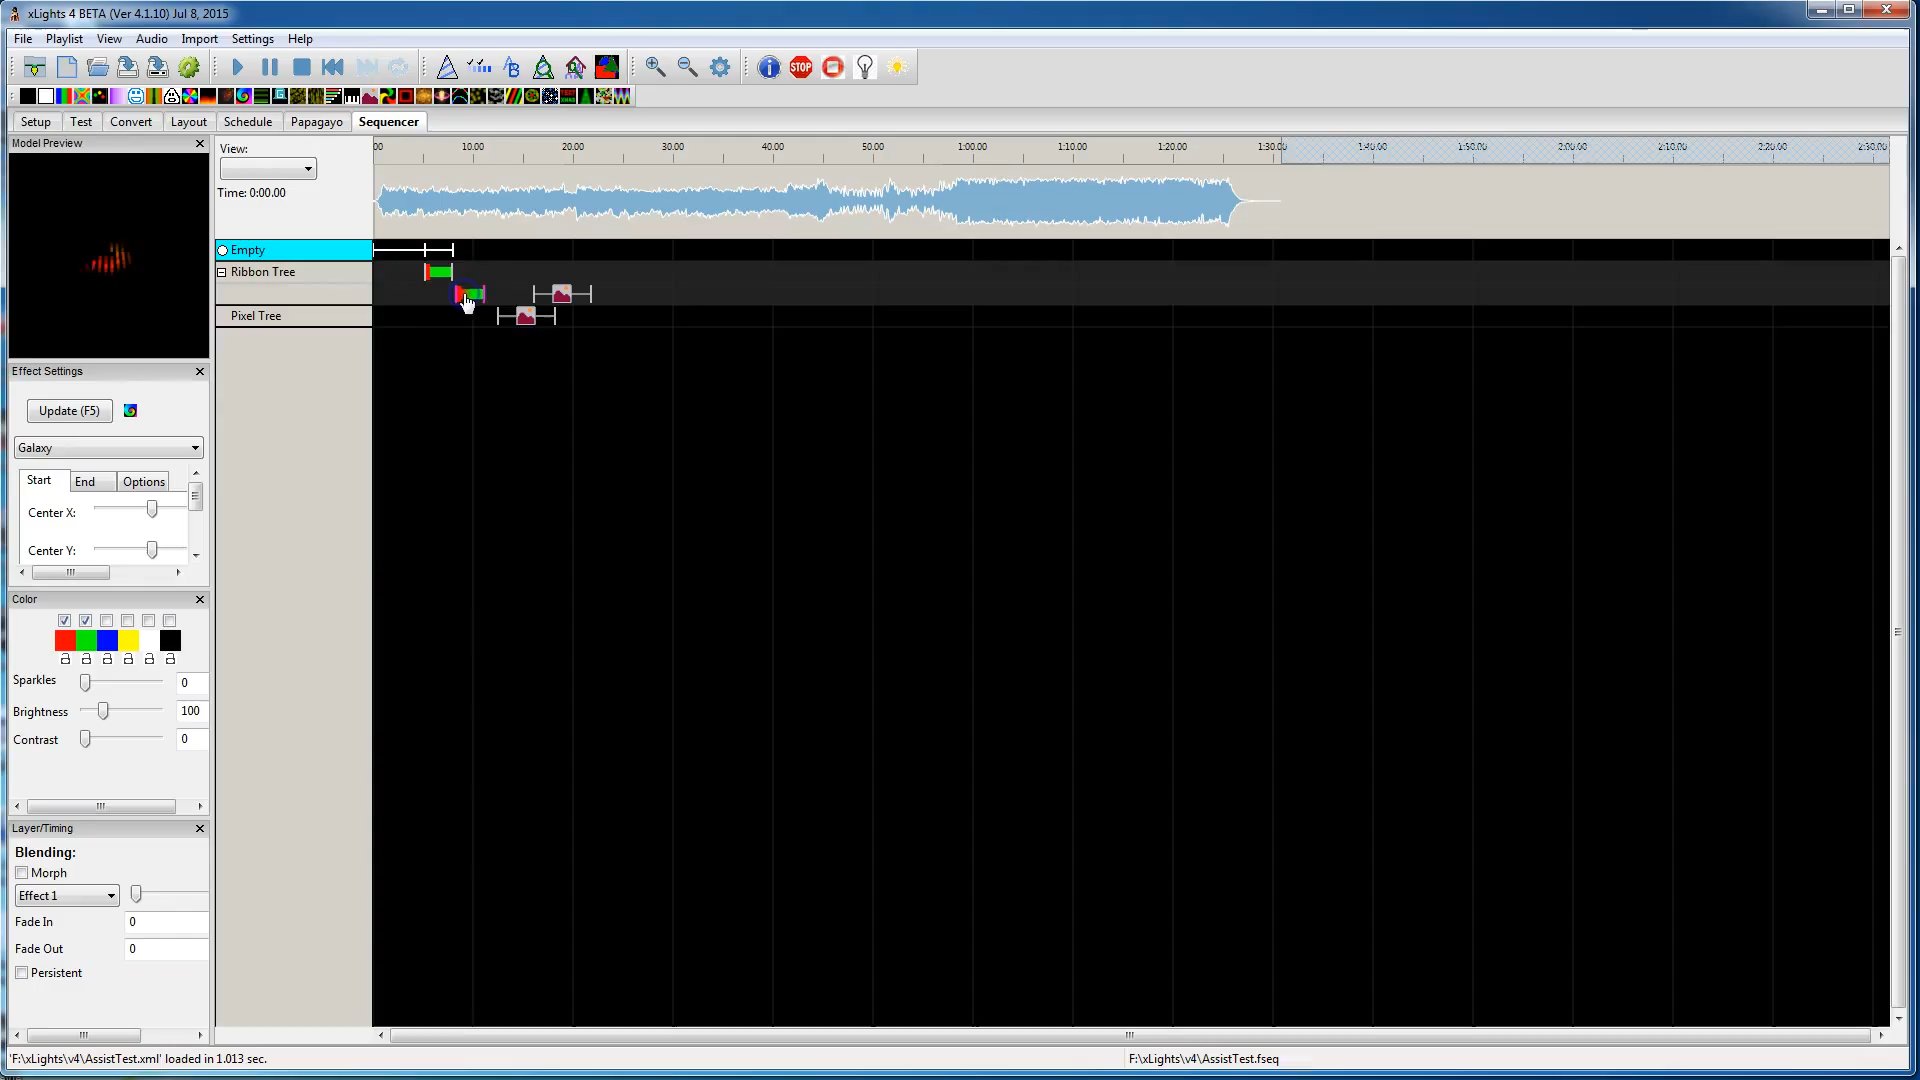 xLights 4 BETA (Ver 4.1.10) Jul 8, 2015
File Playlist View Audio Import Settings Help
Setup Test Convert Layout Schedule Papagayo Sequencer
Model Preview
View:
Time: 0:00.00
00 10.00 20.00 30.00 40.00 50.00 1:00.00 1:10.00 1:20.00 1:30.00 1:40.00 1:50.00 2:00.00 2:10.00 2:20.00 2:30.00
Empty
Ribbon Tree
Pixel Tree
Effect Settings
Update (F5)
Galaxy
Start End Options
Center X:
Center Y:
Color
Sparkles 0
Brightness 100
Contrast 0
Layer/Timing
Blending:
Morph
Effect 1
Fade In 0
Fade Out 0
Persistent
'F:\xLights\v4\AssistTest.xml' loaded in 1.013 sec. F:\xLights\v4\AssistTest.fseq
STOP